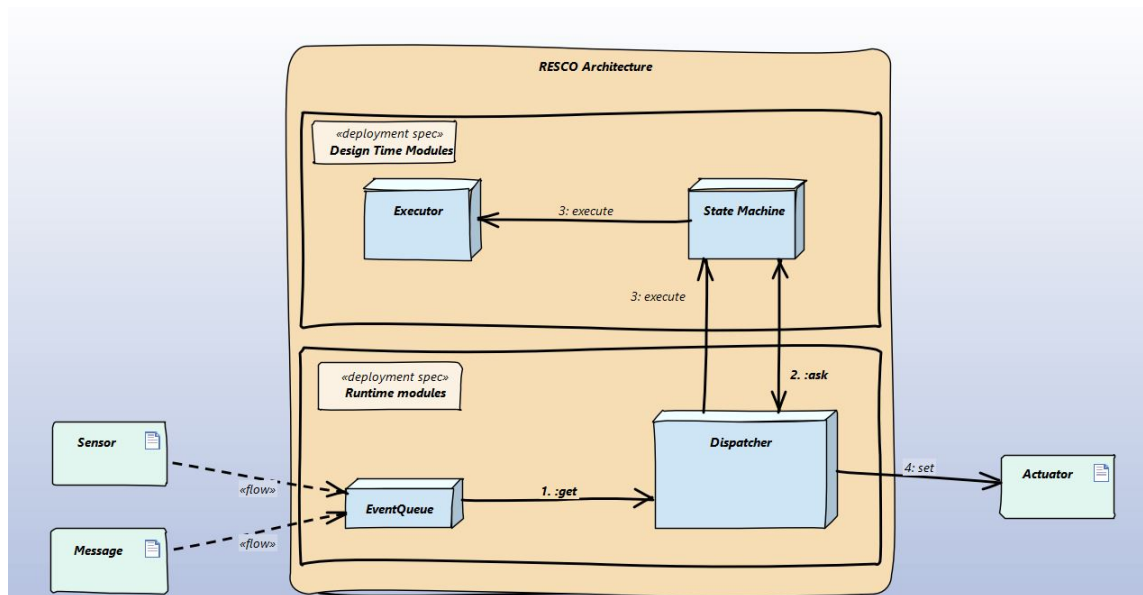 RESCO Architecture
«deployment spec»
Design Time Modules
Executor
3: execute
State Machine
3: execute
2. :ask
«deployment spec»
Runtime modules
Sensor
«flow»
Message
«flow»
EventQueue
1. :get
Dispatcher
4: set
Actuator